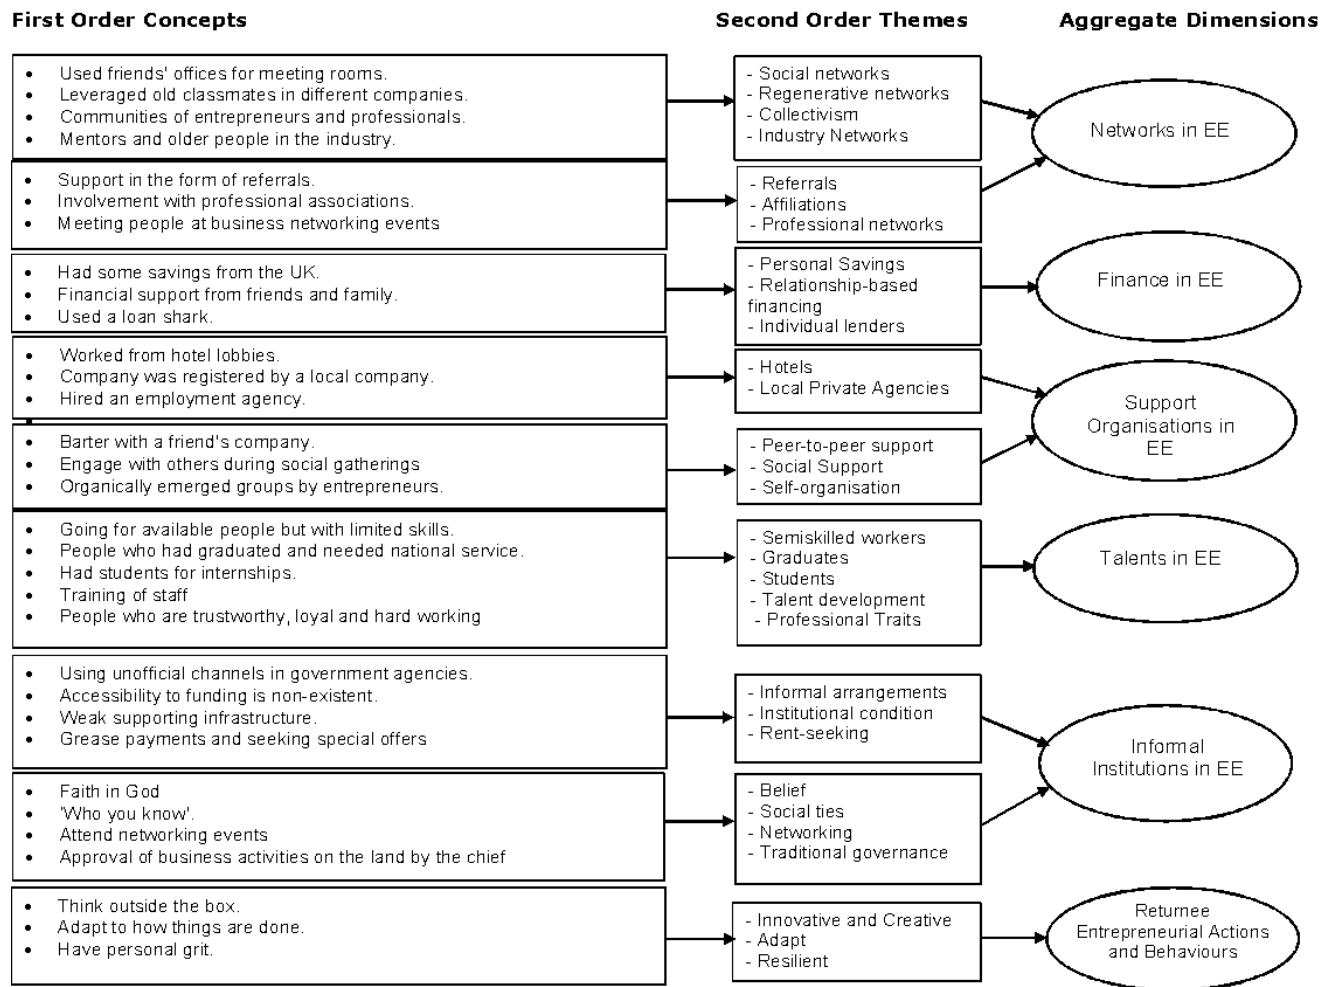 First Order Concepts
Second Order Themes
Aggregate Dimensions
• Used friends' offices for meeting rooms.
• Leveraged old classmates in different companies.
• Communities of entrepreneurs and professionals.
• Mentors and older people in the industry.
- Social networks
- Regenerative networks
- Collectivism
- Industry Networks
Networks in EE
• Support in the form of referrals.
• Involvement with professional associations.
• Meeting people at business networking events
- Referrals
- Affiliations
- Professional networks
• Had some savings from the UK.
• Financial support from friends and family.
• Used a loan shark.
- Personal Savings
- Relationship-based
financing
- Individual lenders
Finance in EE
• Worked from hotel lobbies.
• Company was registered by a local company.
• Hired an employment agency.
- Hotels
- Local Private Agencies
Support
Organisations in
EE
• Barter with a friend's company.
• Engage with others during social gatherings
• Organically emerged groups by entrepreneurs.
- Peer-to-peer support
- Social Support
- Self-organisation
• Going for available people but with limited skills.
• People who had graduated and needed national service.
• Had students for internships.
• Training of staff
• People who are trustworthy, loyal and hard working
- Semiskilled workers
- Graduates
- Students
- Talent development
- Professional Traits
Talents in EE
• Using unofficial channels in government agencies.
• Accessibility to funding is non-existent.
• Weak supporting infrastructure.
• Grease payments and seeking special offers
- Informal arrangements
- Institutional condition
- Rent-seeking
Informal
Institutions in EE
• Faith in God
• 'Who you know'.
• Attend networking events
• Approval of business activities on the land by the chief
- Belief
- Social ties
- Networking
- Traditional governance
• Think outside the box.
• Adapt to how things are done.
• Have personal grit.
- Innovative and Creative
- Adapt
- Resilient
Returnee
Entrepreneurial Actions
and Behaviours